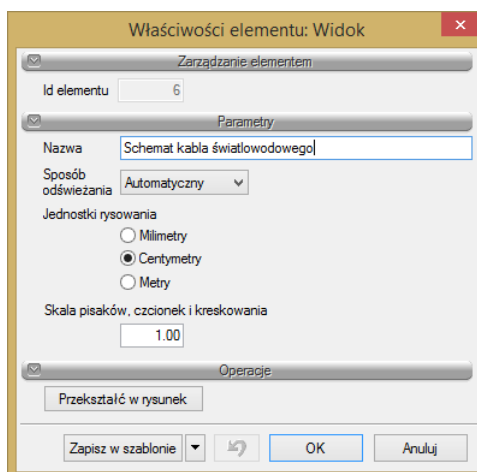 Właściwości elementu: Widok
Zarządzanie elementem
Id elementu 6
Parametry
Nazwa Schemat kabla światlowodowego
Sposób odświeżania Automatyczny
Jednostki rysowania
Milimetry
Centymetry
Metry
Skala pisaków, czcionek i kreskowania
1.00
Operacje
Przekształć w rysunek
Zapisz w szablonie OK Anuluj